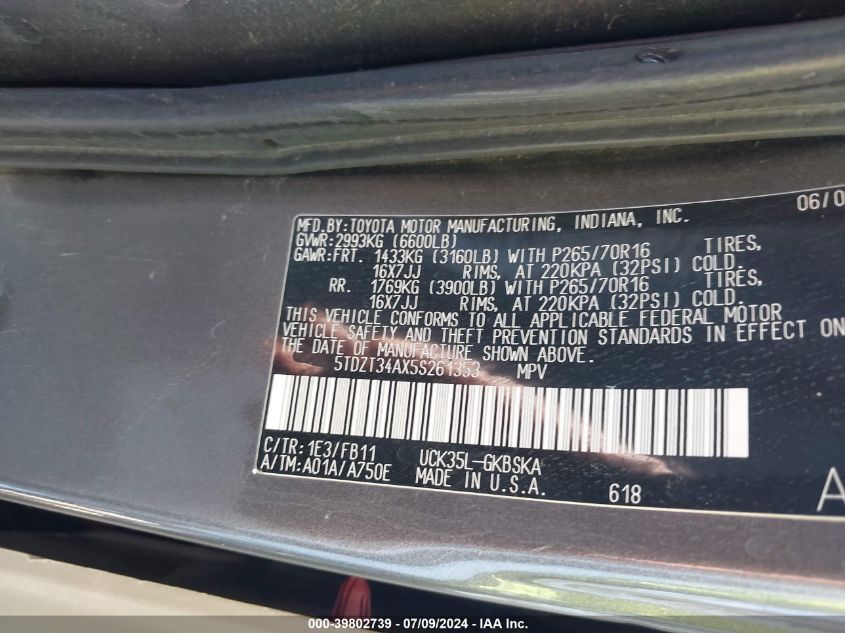 06/0
MFD.BY:TOYOTA MOTOR MANUFACTURING, INDIANA, INC.
GVWR:2993KG (6600LB)
GAWR:FRT. 1433KG (3160LB) WITH P265/70R16 TIRES,
16X7JJ RIMS, AT 220KPA (32PSI) COLD.
RR. 1769KG (3900LB) WITH P265/70R16 TIRES,
16X7JJ RIMS, AT 220KPA (32PSI) COLD.
THIS VEHICLE CONFORMS TO ALL APPLICABLE FEDERAL MOTOR
VEHICLE SAFETY AND THEFT PREVENTION STANDARDS IN EFFECT ON
THE DATE OF MANUFACTURE SHOWN ABOVE.
5TDZT34AX5S261353 MPV
C/TR:1E3/FB11 UCK35L-GKBSKA
A/TM:A01A/A750E MADE IN U.S.A. 618 A
000-39802739 - 07/09/2024 - IAAI - Branch